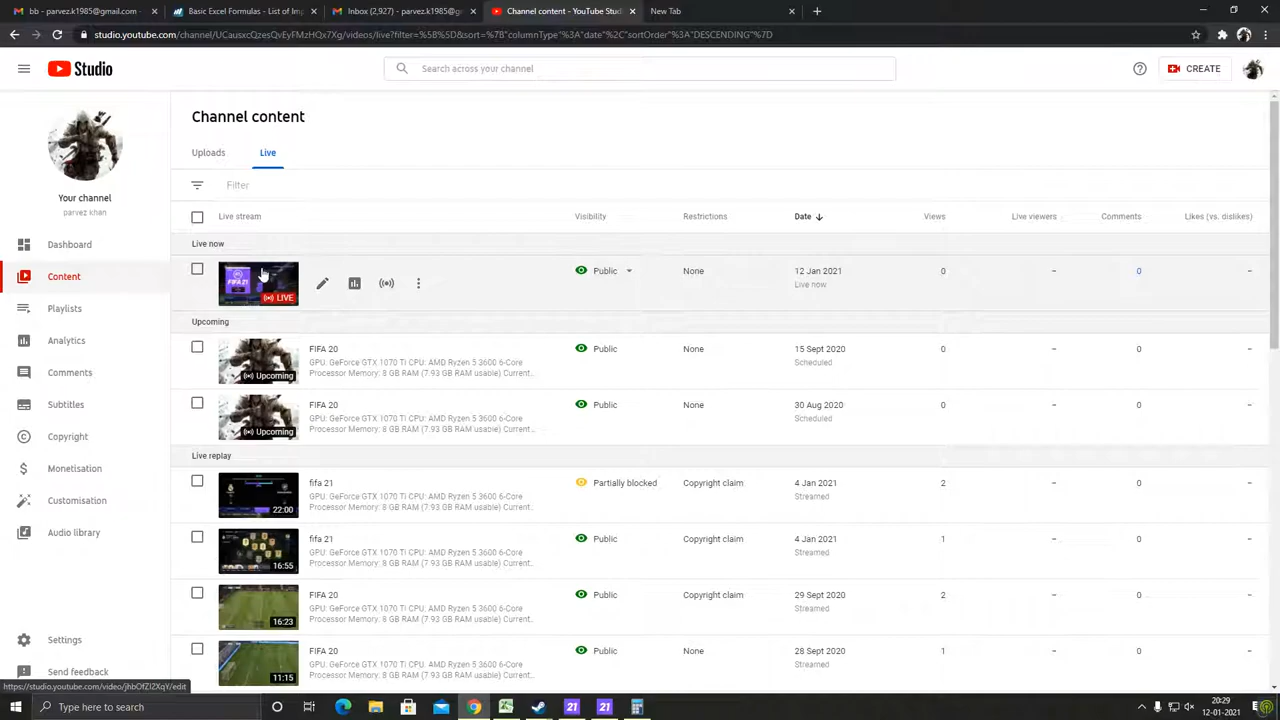 bb - parvez.k1985@gmail.com
Basic Excel Formulas - List of Im
Inbox (2,927) - parvez.k1985@g
Channel content - YouTube Studi
New Tab
studio.youtube.com/channel/UCausxcQzesQvEyFMzHQx7Xg/videos/live?filter=%5B%5D&sort=%7B"columnType"%3A"date"%2C"sortOrder"%3A"DESCENDING"%7D
Studio
Search across your channel
CREATE
Channel content
Uploads
Live
Filter
Your channel
parvez khan
Live stream
Visibility
Restrictions
Date
Views
Live viewers
Comments
Likes (vs. dislikes)
Dashboard
Live now
Content
FIFA 21
LIVE
Public
None
12 Jan 2021
0
–
0
–
Live now
Playlists
Upcoming
Analytics
FIFA 20
Public
None
15 Sept 2020
0
–
0
–
GPU: GeForce GTX 1070 Ti CPU: AMD Ryzen 5 3600 6-Core
Scheduled
Processor Memory: 8 GB RAM (7.93 GB RAM usable) Current...
Upcoming
Comments
Subtitles
FIFA 20
Public
None
30 Aug 2020
0
–
0
–
GPU: GeForce GTX 1070 Ti CPU: AMD Ryzen 5 3600 6-Core
Scheduled
Processor Memory: 8 GB RAM (7.93 GB RAM usable) Current...
Upcoming
Copyright
Live replay
Monetisation
fifa 21
Partially blocked
Copyright claim
4 Jan 2021
2
–
0
–
GPU: GeForce GTX 1070 Ti CPU: AMD Ryzen 5 3600 6-Core
Streamed
Processor Memory: 8 GB RAM (7.93 GB RAM usable) Current...
22:00
Customisation
Audio library
fifa 21
Public
Copyright claim
4 Jan 2021
1
–
0
–
GPU: GeForce GTX 1070 Ti CPU: AMD Ryzen 5 3600 6-Core
Streamed
Processor Memory: 8 GB RAM (7.93 GB RAM usable) Current...
16:55
FIFA 20
Public
Copyright claim
29 Sept 2020
2
–
0
–
GPU: GeForce GTX 1070 Ti CPU: AMD Ryzen 5 3600 6-Core
Streamed
Processor Memory: 8 GB RAM (7.93 GB RAM usable) Current...
16:23
Settings
FIFA 20
Public
None
28 Sept 2020
1
–
0
–
GPU: GeForce GTX 1070 Ti CPU: AMD Ryzen 5 3600 6-Core
Streamed
Processor Memory: 8 GB RAM (7.93 GB RAM usable) Current...
11:15
Send feedback
https://studio.youtube.com/video/jhbOfZI2XqY/edit
Type here to search
21
21
20:29
12-01-2021